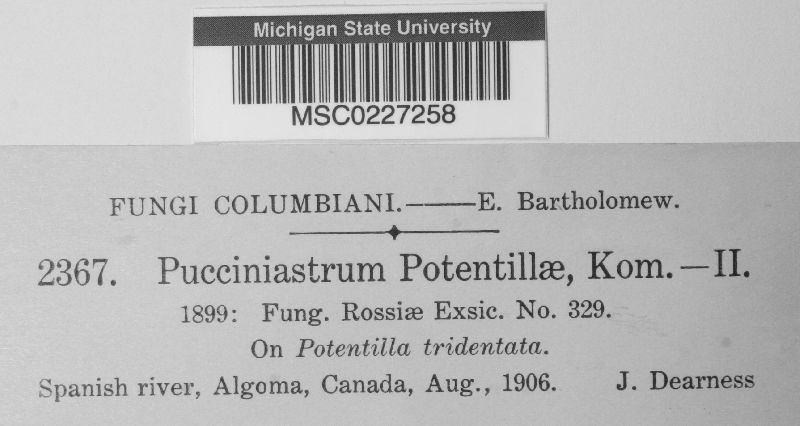 Michigan State University
MSC0227258
FUNGI COLUMBIANI.——E. Bartholomew.
2367. Pucciniastrum Potentillæ, Kom.—II.
1899: Fung. Rossiæ Exsic. No. 329.
On Potentilla tridentata.
Spanish river, Algoma, Canada, Aug., 1906. J. Dearness